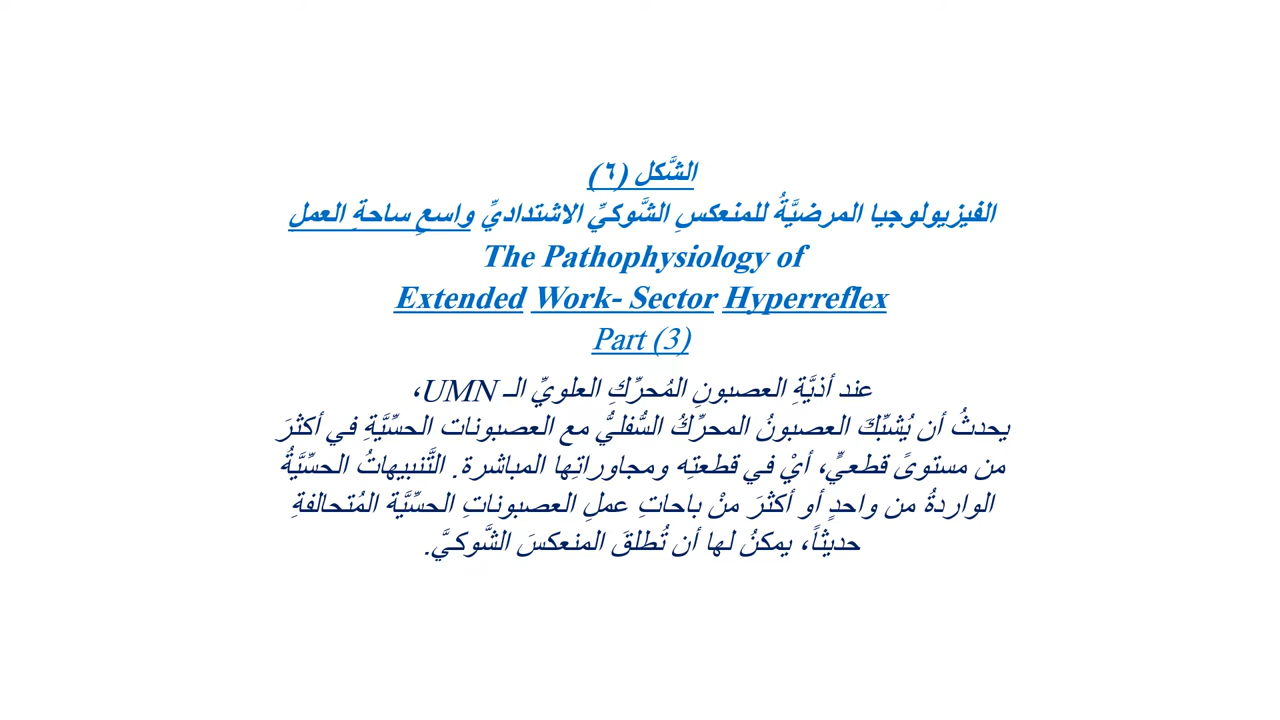 الشَّكل (٦)
الفيزيولوجيا المرضيَّةُ للمنعكسِ الشَّوكيِّ الاشتداديِّ واسعِ ساحةِ العملِ
The Pathophysiology of
Extended Work- Sector Hyperreflex
Part (3)
عند أذيَّةِ العصبونِ المُحرِّكِ العلويِّ الـ UMN،
يحدثُ أن يُشبِّكَ العصبونُ المحركُ السُّفليُّ مع العصبونات الحسِّيَّةِ في أكثرَ
من مستوىً قطعيٍّ، أيْ في قطعتِه ومجاوراتِها المباشرة. التَّنبيهاتُ الحسِّيَّةُ
الواردةُ من واحدٍ أو أكثرَ منْ باحاتِ عملِ العصبوناتِ الحسِّيَّة المُتحالفةِ
حديثاً، يمكنُ لها أن تُطلقَ المنعكسَ الشَّوكيَّ.